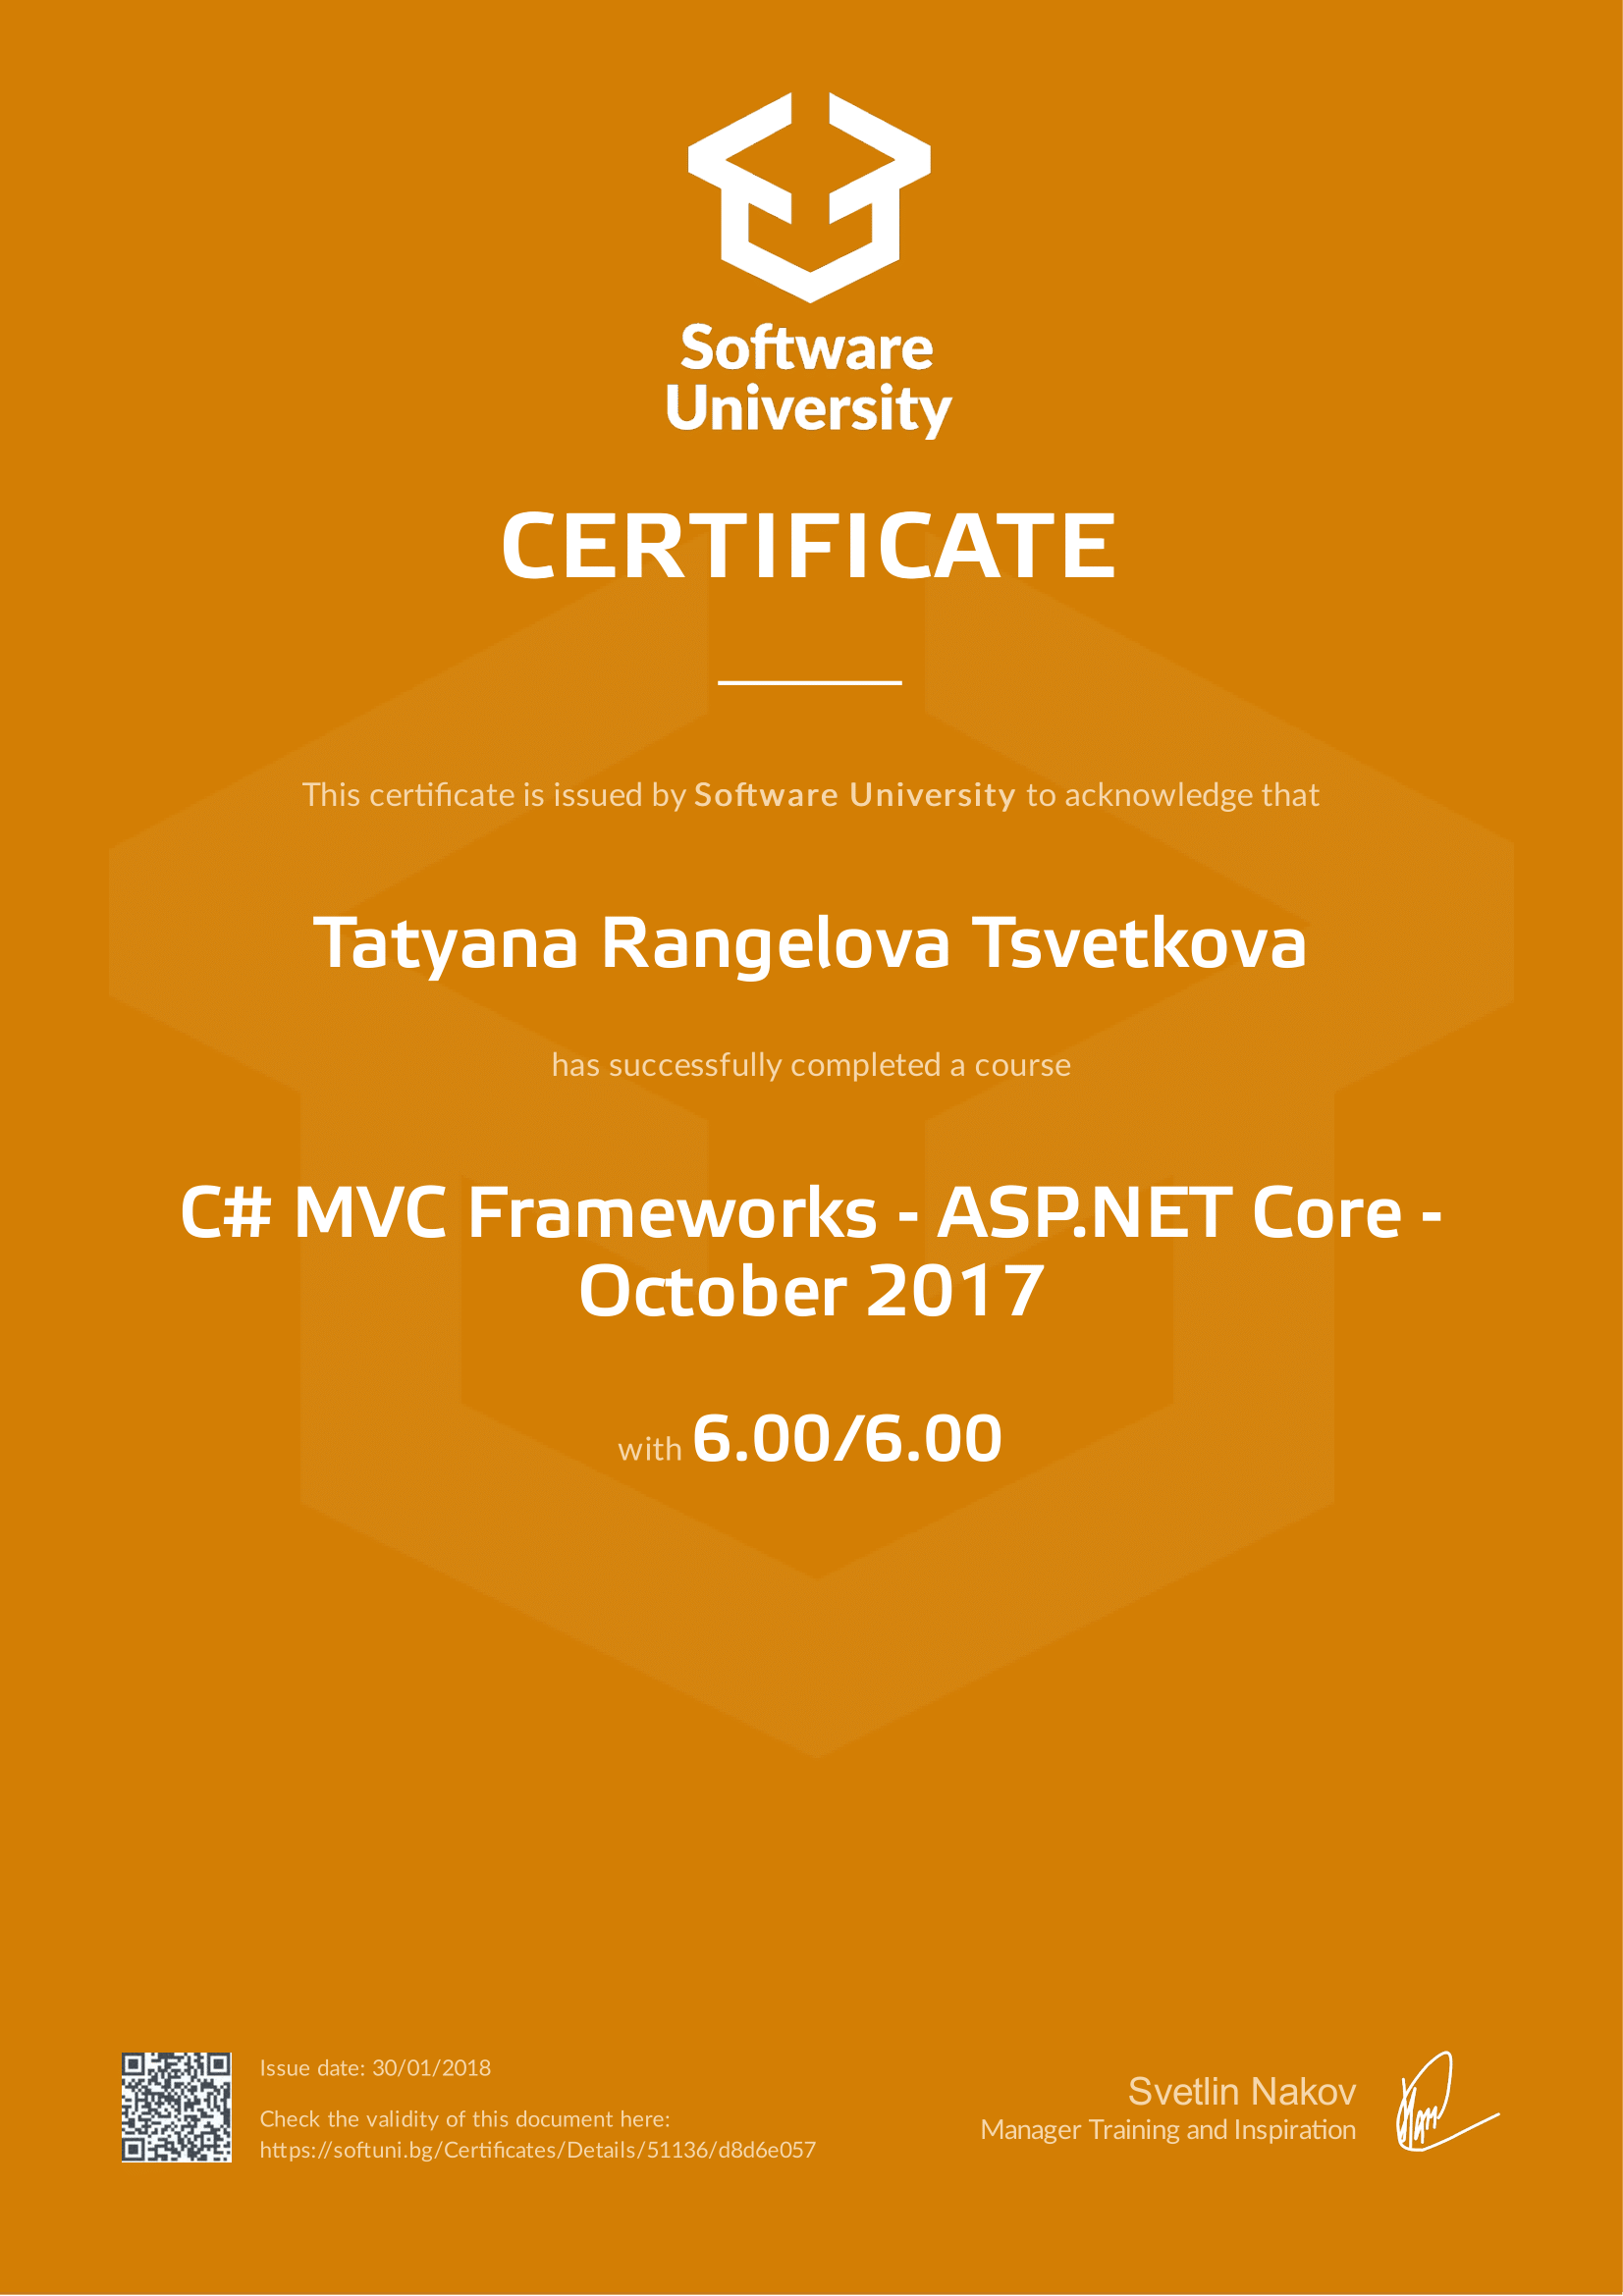 Software
University
CERTIFICATE
This certificate is issued by Software University to acknowledge that
Tatyana Rangelova Tsvetkova
has successfully completed a course
C# MVC Frameworks - ASP.NET Core -
October 2017
with 6.00/6.00
Issue date: 30/01/2018
Check the validity of this document here:
https://softuni.bg/Certificates/Details/51136/d8d6e057
Svetlin Nakov
Manager Training and Inspiration